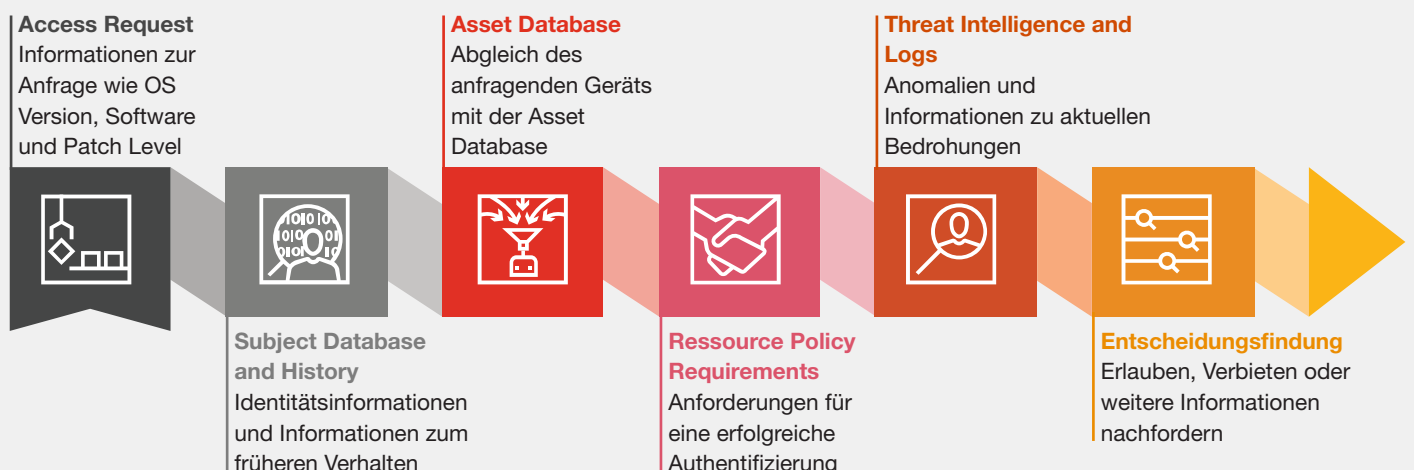 Access Request
Informationen zur
Anfrage wie OS
Version, Software
und Patch Level
Subject Database
and History
Identitätsinformationen
und Informationen zum
früheren Verhalten
Asset Database
Abgleich des
anfragenden Geräts
mit der Asset
Database
Ressource Policy
Requirements
Anforderungen für
eine erfolgreiche
Authentifizierung
Threat Intelligence and
Logs
Anomalien und
Informationen zu aktuellen
Bedrohungen
Entscheidungsfindung
Erlauben, Verbieten oder
weitere Informationen
nachfordern